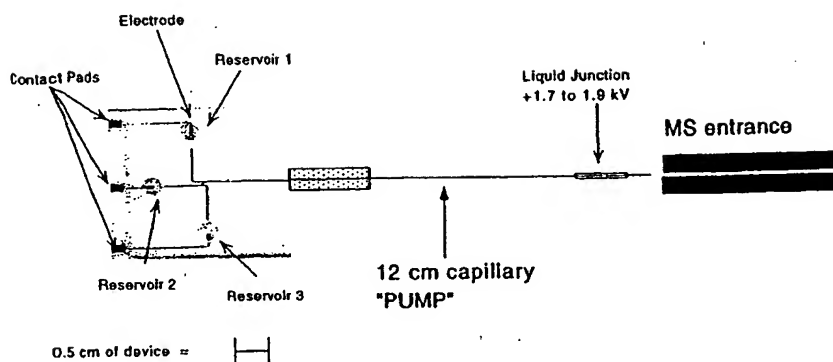 Electrode
Reservoir 1
Contact Pads
Liquid Junction
+1.7 to 1.9 kV
MS entrance
Reservoir 2
Reservoir 3
12 cm capillary
"PUMP"
0.5 cm of device ≈